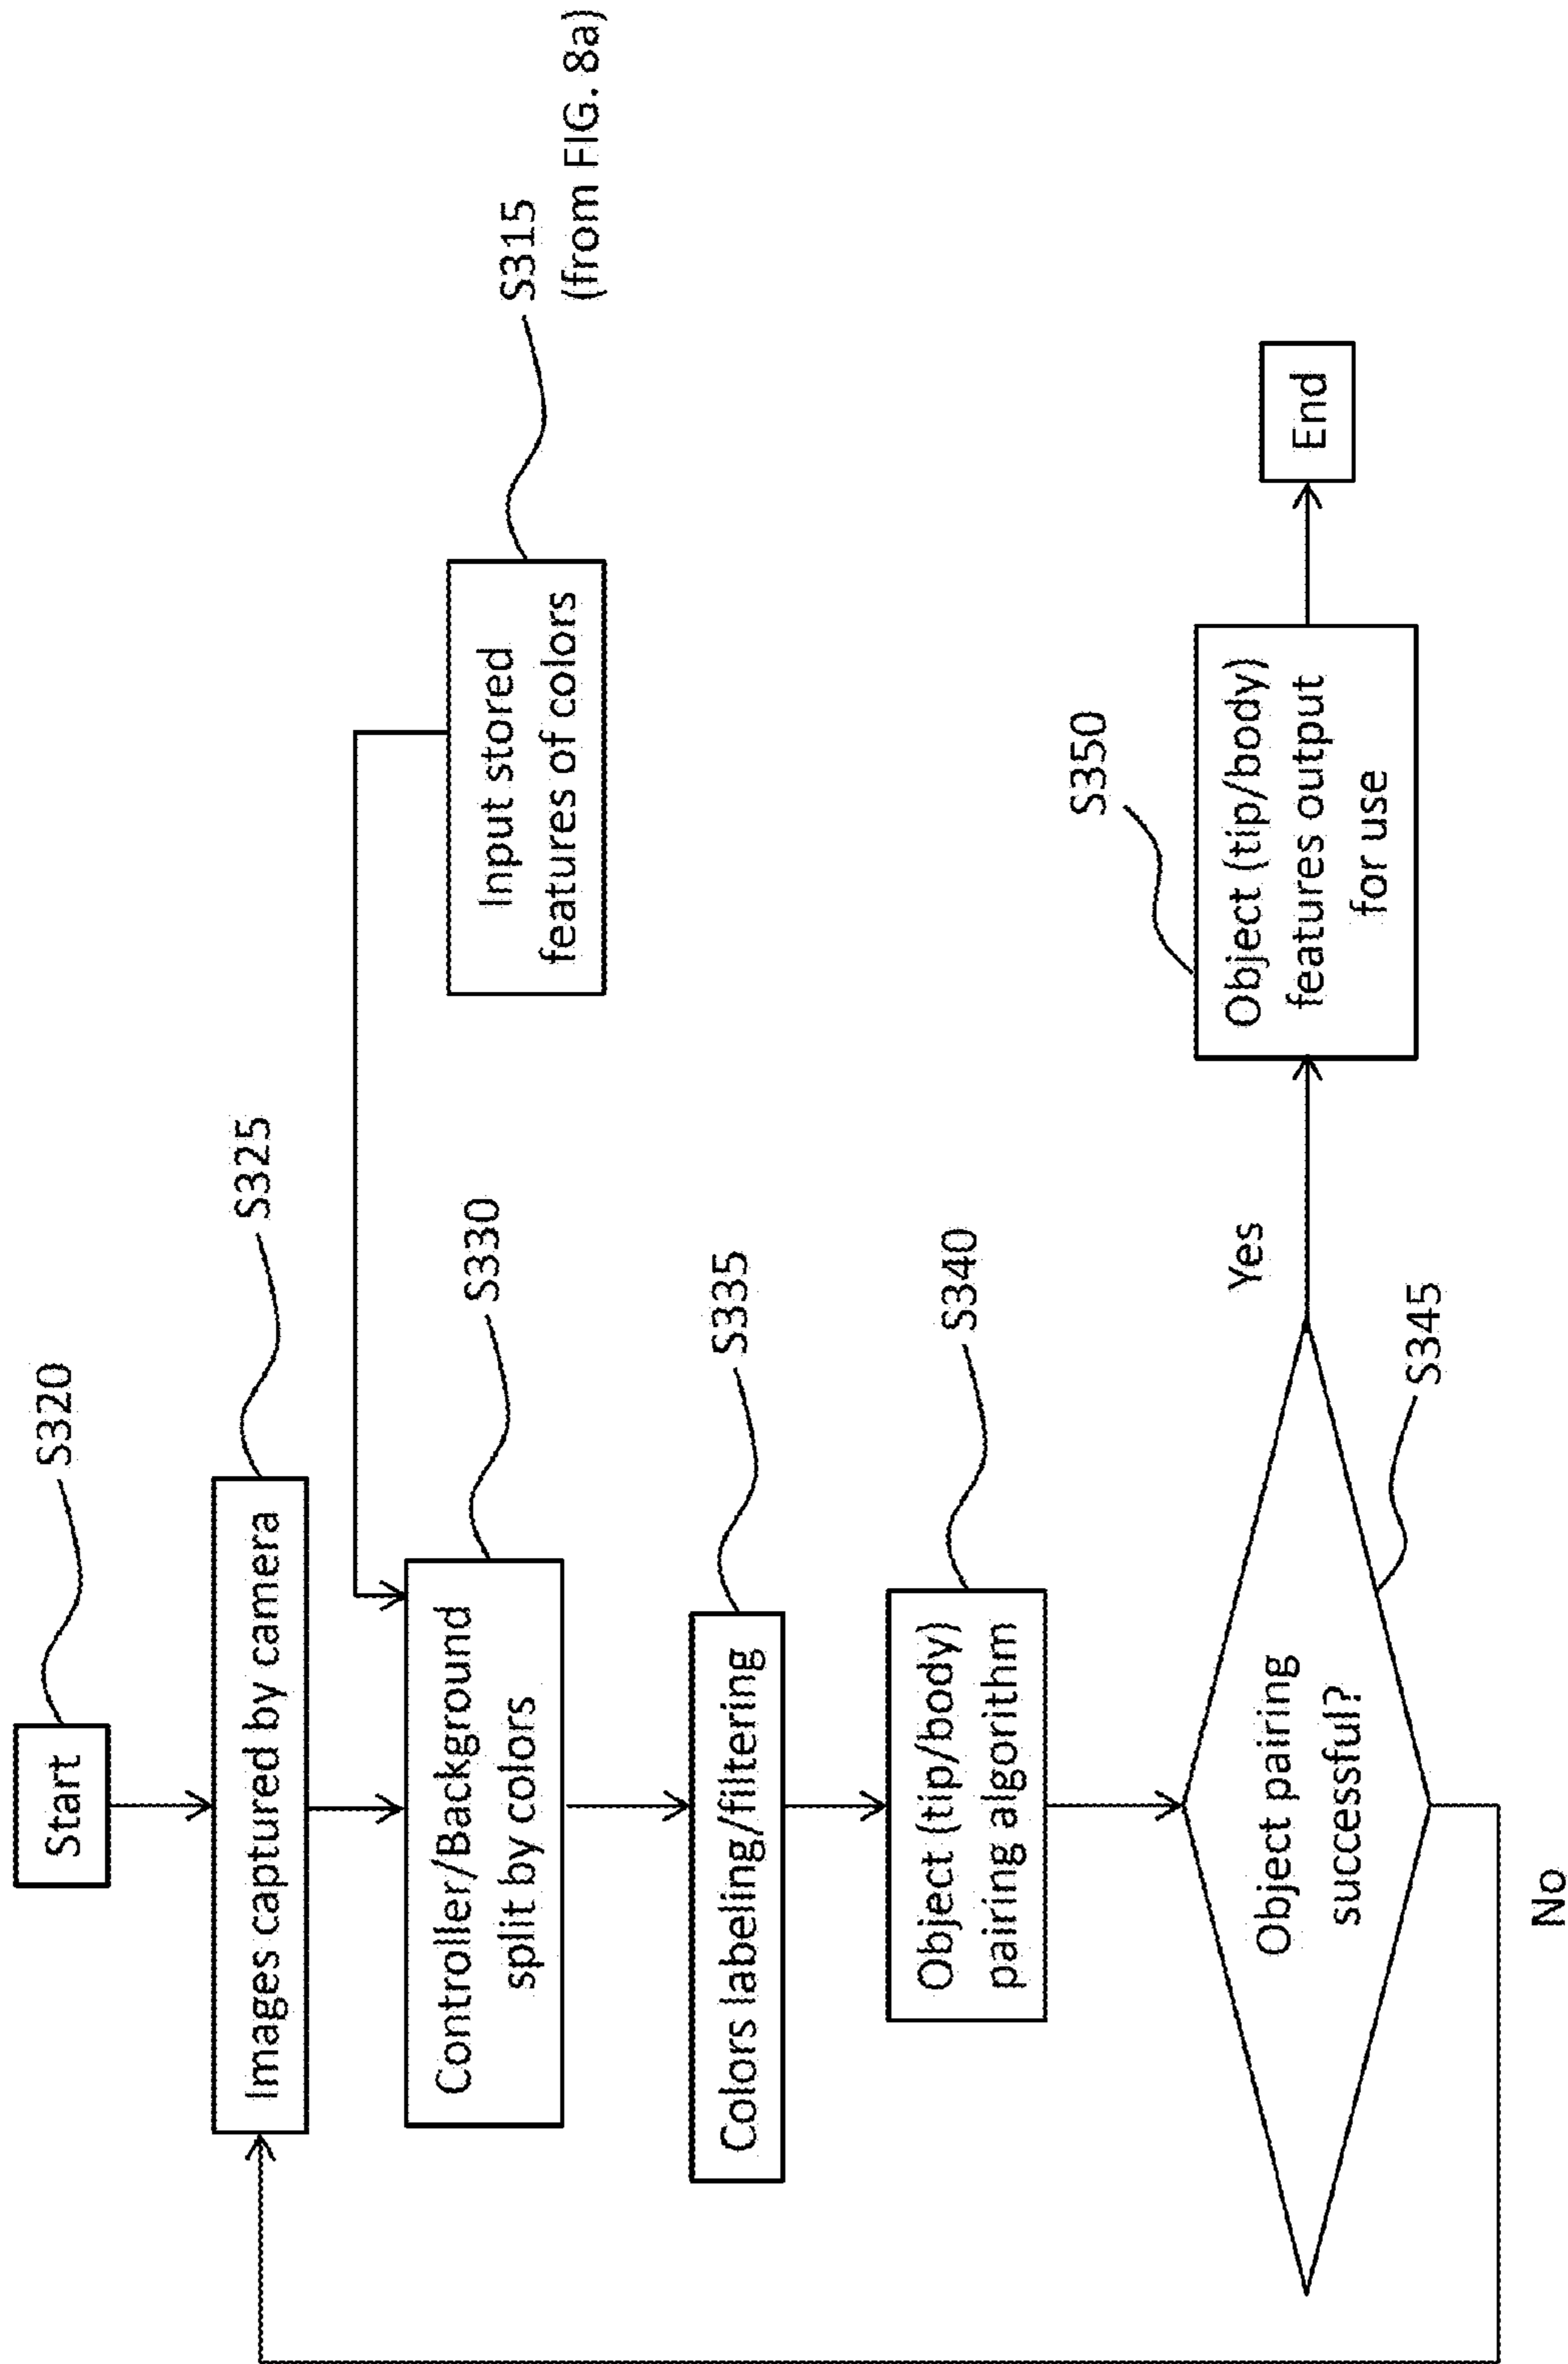 Start
S320
Images captured by camera
S325
Controller/Background
split by colors
S330
Input stored
features of colors
S315
(from FIG. 8a)
Colors labeling/filtering
S335
Object (tip/body)
pairing algorithm
S340
Object pairing
successful?
S345
Yes
No
Object (tip/body)
features output
for use
S350
End